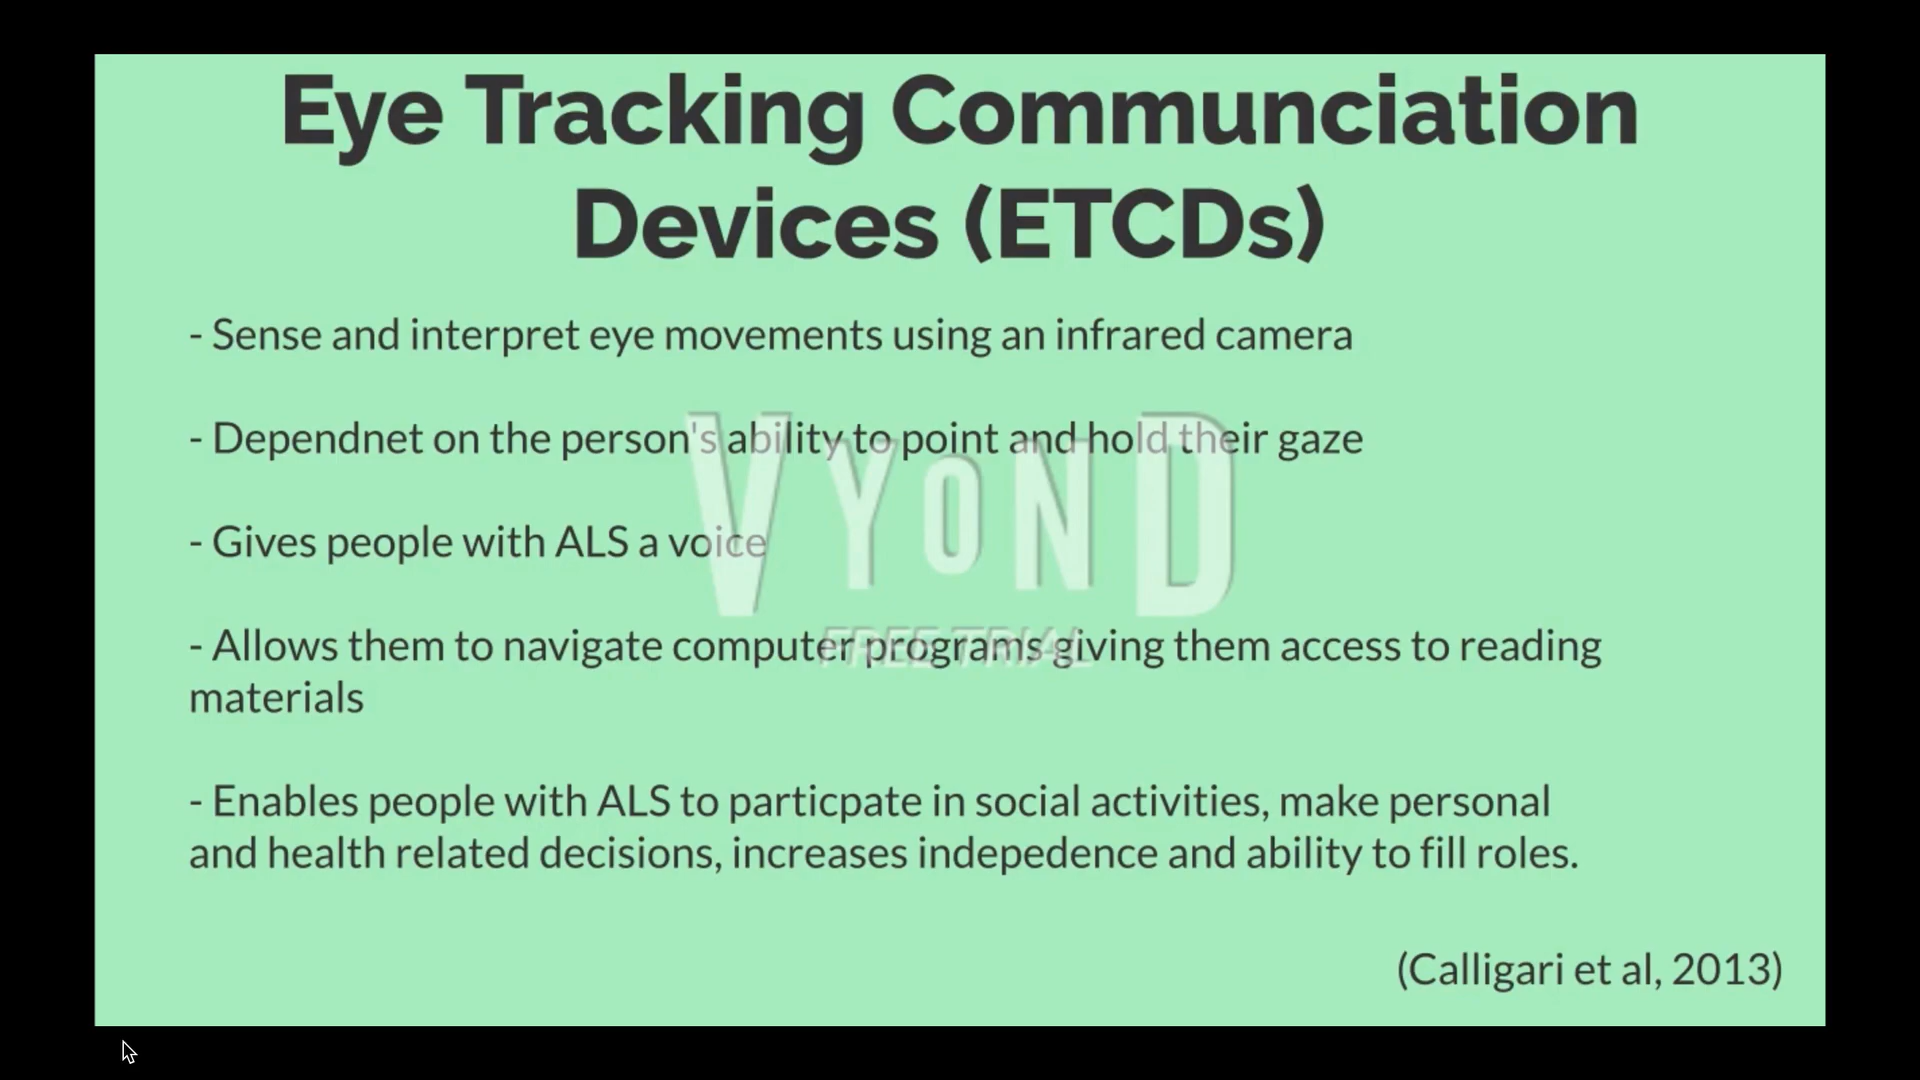 Eye Tracking Communciation
Devices (ETCDs)
- Sense and interpret eye movements using an infrared camera
- Dependnet on the person's ability to point and hold their gaze
- Gives people with ALS a voice
- Allows them to navigate computer programs giving them access to reading
materials
- Enables people with ALS to particpate in social activities, make personal
and health related decisions, increases indepedence and ability to fill roles.
(Calligari et al, 2013)
VYOND
FREE TRIAL